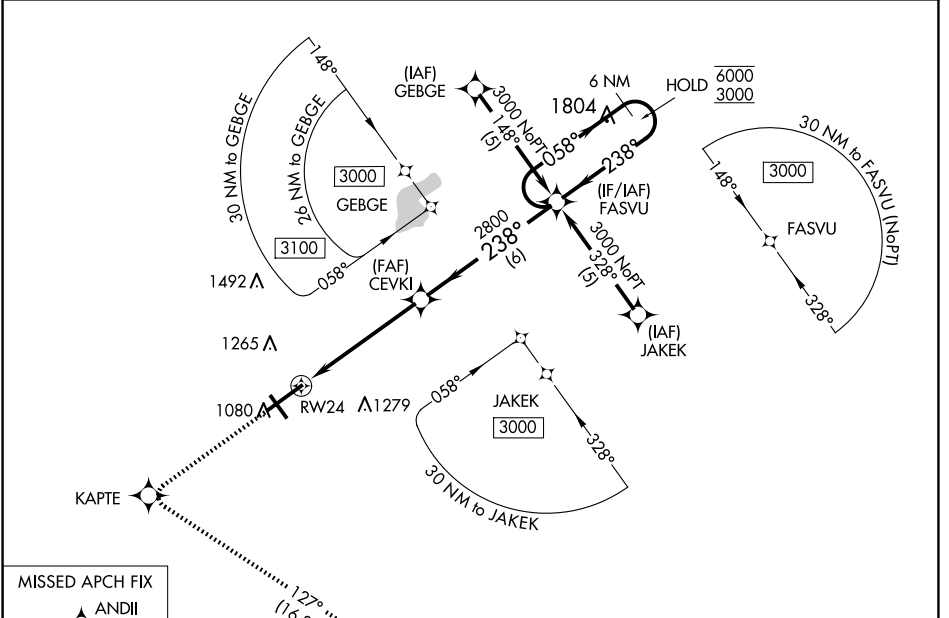 148°
30 NM to GEBGE
26 NM to GEBGE
3000
GEBGE
3100
058°
1492
(IAF)
GEBGE
3000 NoPT
148°
(5)
6 NM
1804
HOLD
6000
3000
058°
238°
(IF/IAF)
FASVU
30 NM to FASVU (NoPT)
3000
148°
FASVU
328°
2800
238°
(6)
(FAF)
CEVKI
3000 NoPT
328°
(5)
(IAF)
JAKEK
1265
1080
RW24
1279
058°
JAKEK
3000
328°
30 NM to JAKEK
KAPTE
127°
MISSED APCH FIX
ANDII